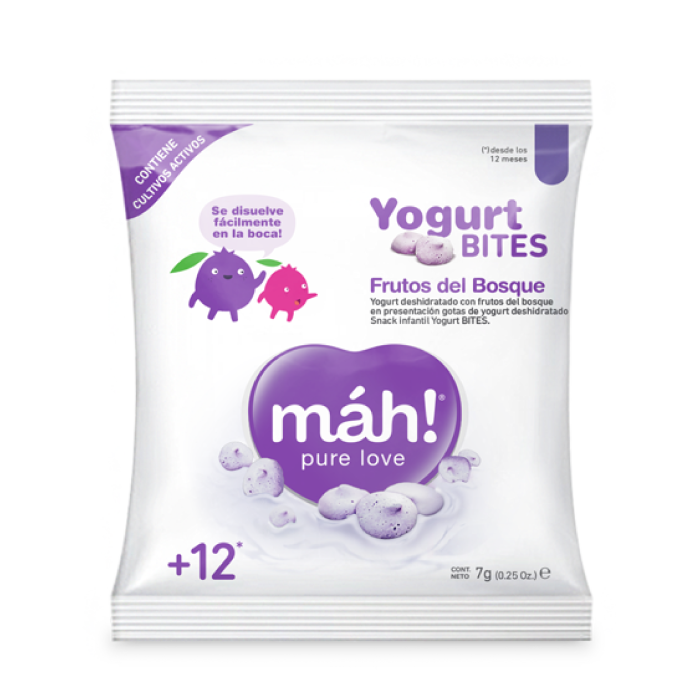 CONTIENE
CULTIVOS ACTIVOS
(*)desde los
12 meses
Se disuelve
fácilmente
en la boca!
Yogurt
BITES
Frutos del Bosque
Yogurt deshidratado con frutos del bosque
en presentación gotas de yogurt deshidratado
Snack infantil Yogurt BITES.
máh!®
pure love
+12*
CONT.
NETO 7g (0.25 Oz.) ℮